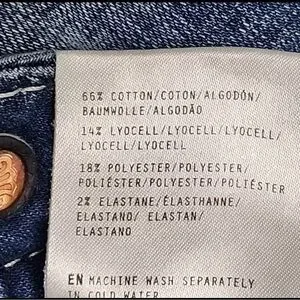 66% COTTON/COTON/ALGODÓN/
BAUMWOLLE/ALGODÃO
14% LYOCELL/LYOCELL/LYOCELL/
LYOCELL/LYOCELL
18% POLYESTER/POLYESTER/
POLIÉSTER/POLYESTER/POLIÉSTER
2% ELASTANE/ÉLASTHANNE/
ELASTANO/ ELASTAN/
ELASTANO
EN MACHINE WASH SEPARATELY
IN COLD WATER